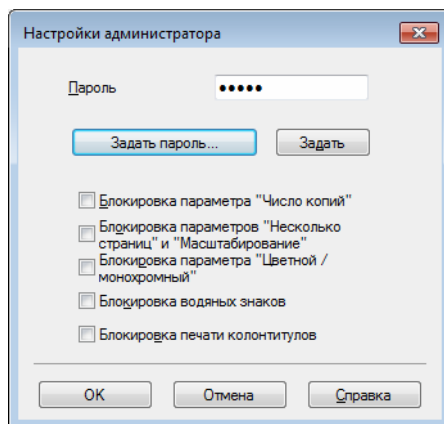 Настройки администратора
Пароль
•••••
Задать пароль...
Задать
Блокировка параметра "Число копий"
Блокировка параметров "Несколько
страниц" и "Масштабирование"
Блокировка параметра "Цветной /
монохромный"
Блокировка водяных знаков
Блокировка печати колонтитулов
OK
Отмена
Справка